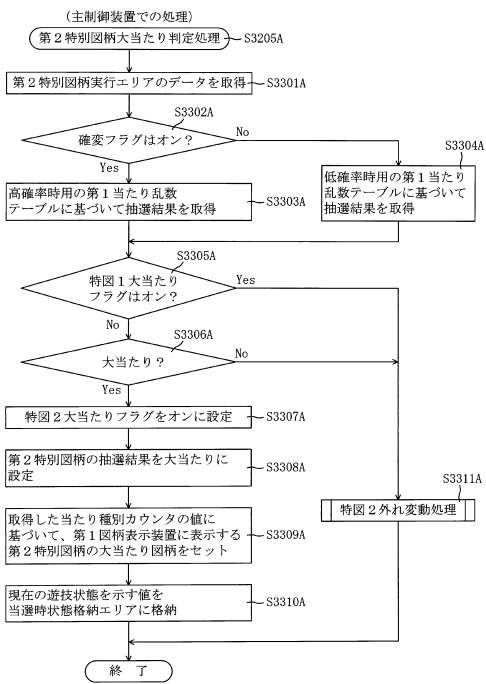 (主制御装置での処理)
第2特別図柄大当たり判定処理
S3205A
第2特別図柄実行エリアのデータを取得
S3301A
S3302A
確変フラグはオン?
No
Yes
S3304A
低確率時用の第1当たり
乱数テーブルに基づいて
抽選結果を取得
高確率時用の第1当たり乱数
テーブルに基づいて抽選結果を取得
S3303A
S3305A
特図1大当たり
フラグはオン?
Yes
No
S3306A
大当たり?
No
Yes
特図2大当たりフラグをオンに設定
S3307A
第2特別図柄の抽選結果を大当たりに
設定
S3308A
S3311A
特図2外れ変動処理
取得した当たり種別カウンタの値に
基づいて、第1図柄表示装置に表示する
第2特別図柄の大当たり図柄をセット
S3309A
現在の遊技状態を示す値を
当選時状態格納エリアに格納
S3310A
終 了